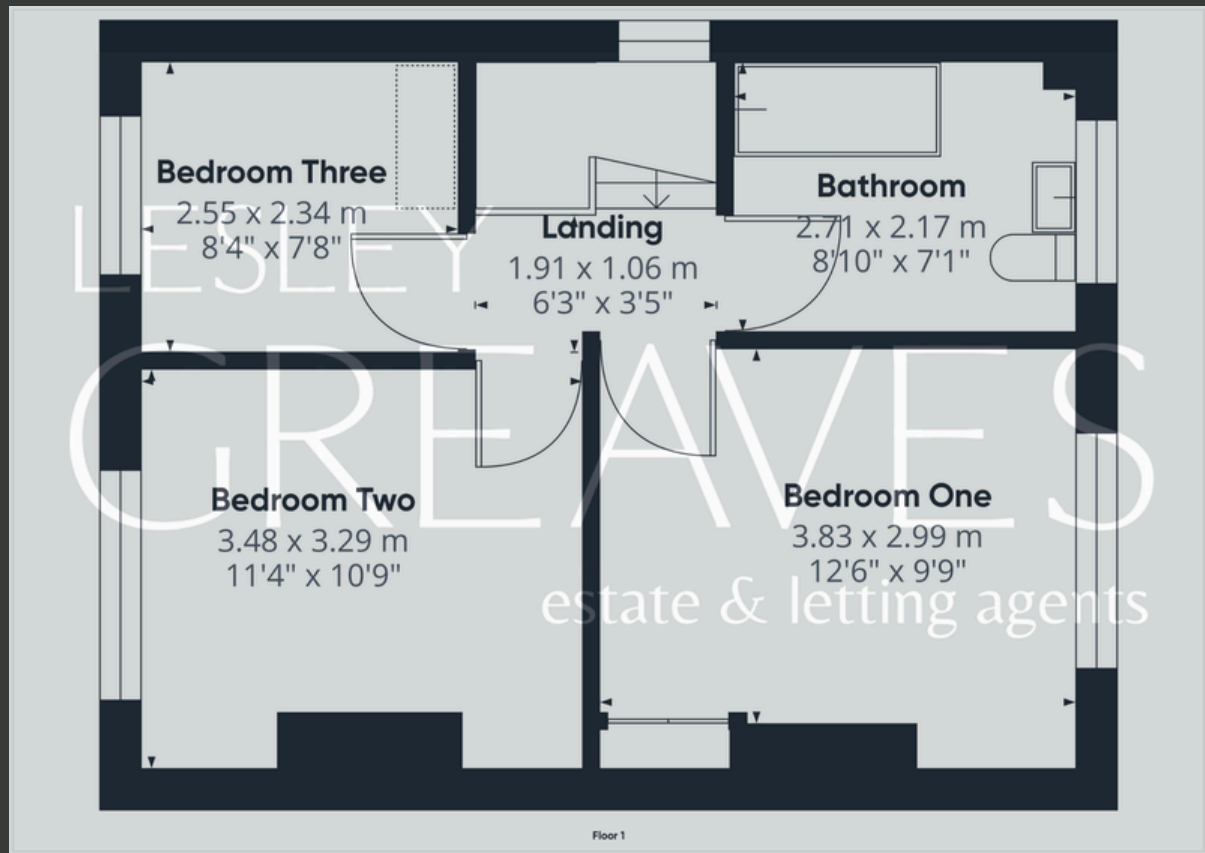 Bedroom Three
2.55 x 2.34 m
8'4" x 7'8"
Bathroom
2.71 x 2.17 m
8'10" x 7'1"
Landing
1.91 x 1.06 m
6'3" x 3'5"
LESLEY
GREAVES
estate & letting agents
Bedroom Two
3.48 x 3.29 m
11'4" x 10'9"
Bedroom One
3.83 x 2.99 m
12'6" x 9'9"
Floor 1